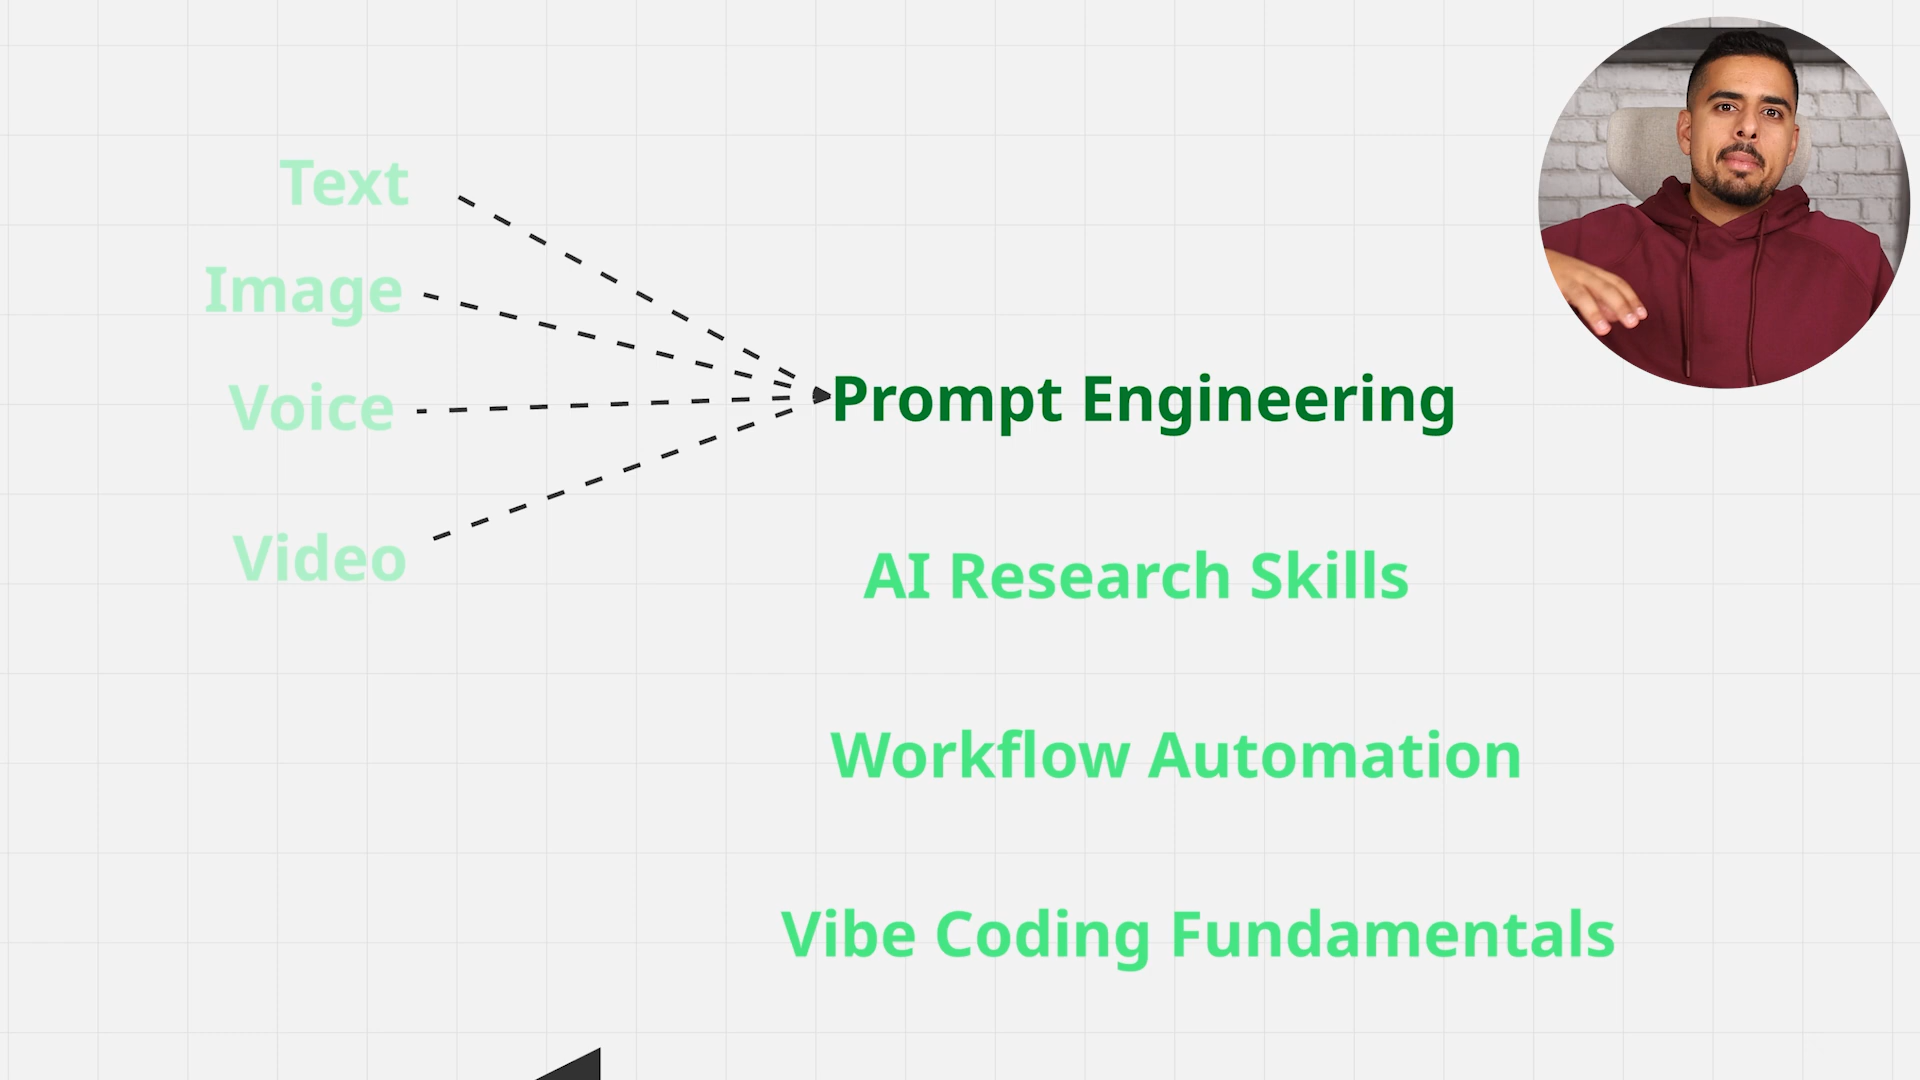 Text
Image
Voice
Video
Prompt Engineering
AI Research Skills
Workflow Automation
Vibe Coding Fundamentals